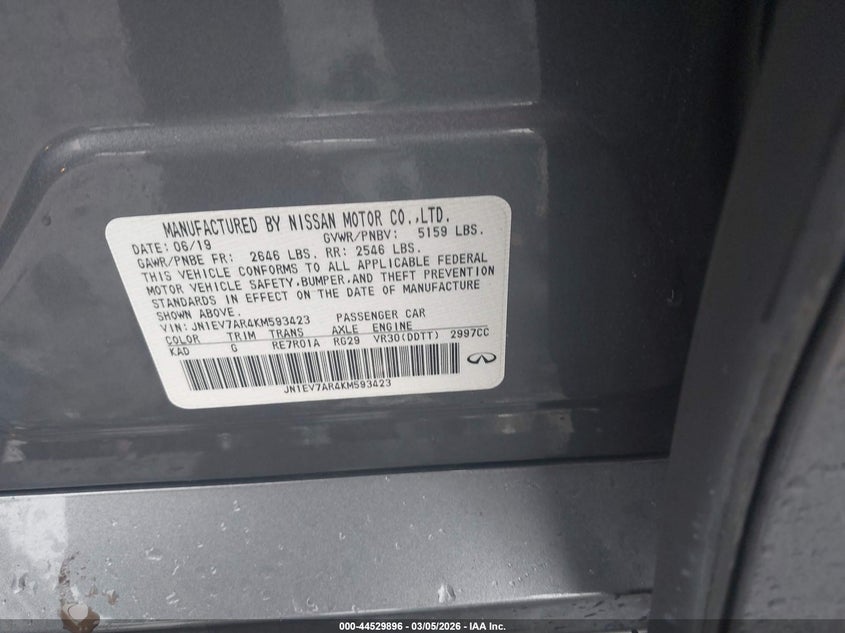 MANUFACTURED BY NISSAN MOTOR CO.,LTD.
DATE: 06/19 GVWR/PNBV: 5159 LBS.
GAWR/PNBE FR: 2646 LBS. RR: 2546 LBS.
THIS VEHICLE CONFORMS TO ALL APPLICABLE FEDERAL
MOTOR VEHICLE SAFETY,BUMPER,AND THEFT PREVENTION
STANDARDS IN EFFECT ON THE DATE OF MANUFACTURE
SHOWN ABOVE.
VIN: JN1EV7AR4KM593423 PASSENGER CAR
COLOR TRIM TRANS AXLE ENGINE
KAD G RE7R01A RG29 VR30(DDTT) 2997CC
JN1EV7AR4KM593423
000-44529896 - 03/05/2026 - IAA Inc.